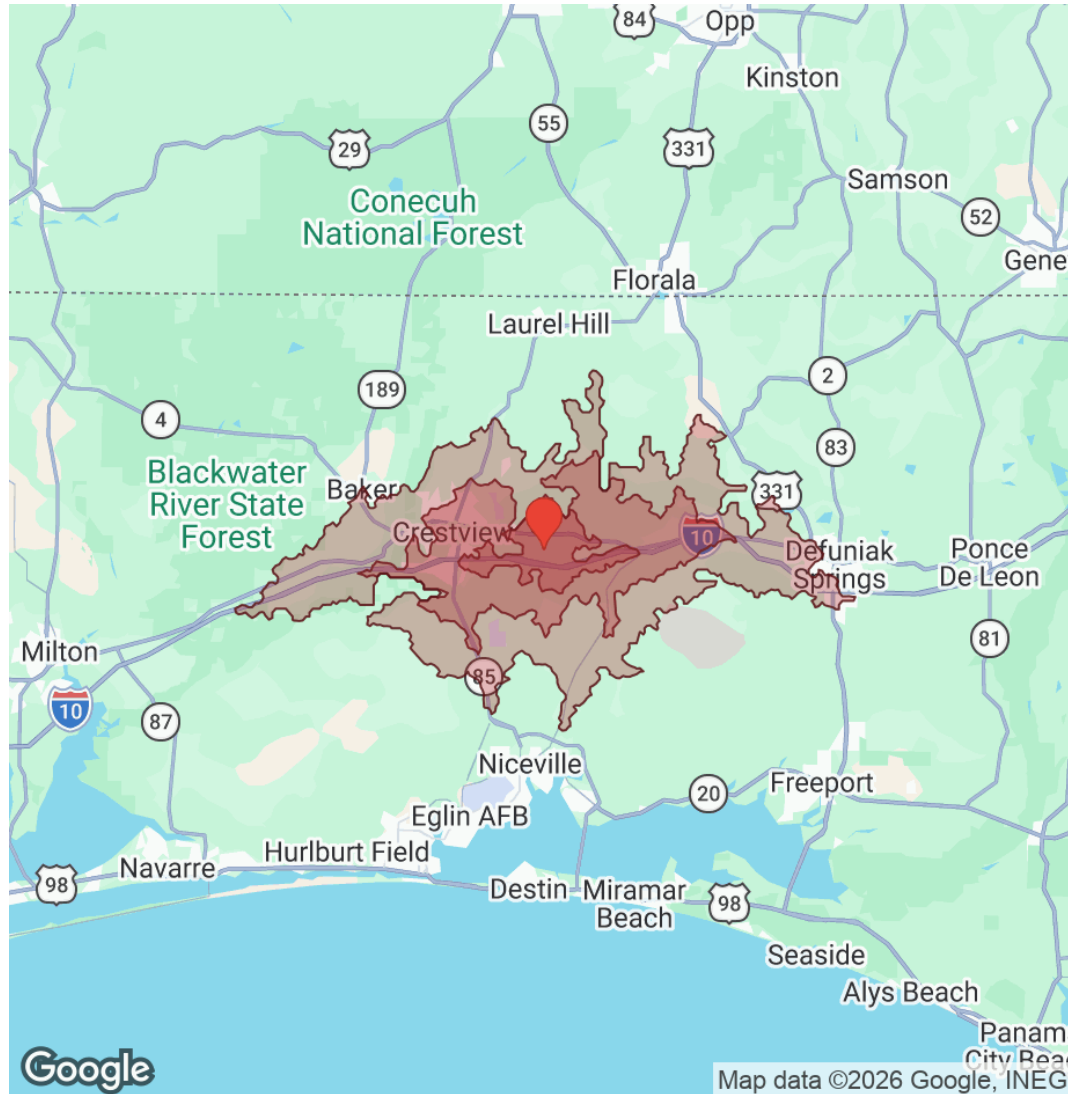 84
Opp
Kinston
55
29
331
Samson
Conecuh
National Forest
52
Gene
Florala
Laurel Hill
2
189
4
83
Blackwater
River State
Forest
Baker
331
Crestview
10
Defuniak
Springs
Ponce
De Leon
81
Milton
85
10
87
Niceville
20
Freeport
Eglin AFB
Hurlburt Field
Navarre
98
Destin
Miramar
Beach
98
Seaside
Alys Beach
Panam
City Bea
Google
Map data ©2026 Google, INEG